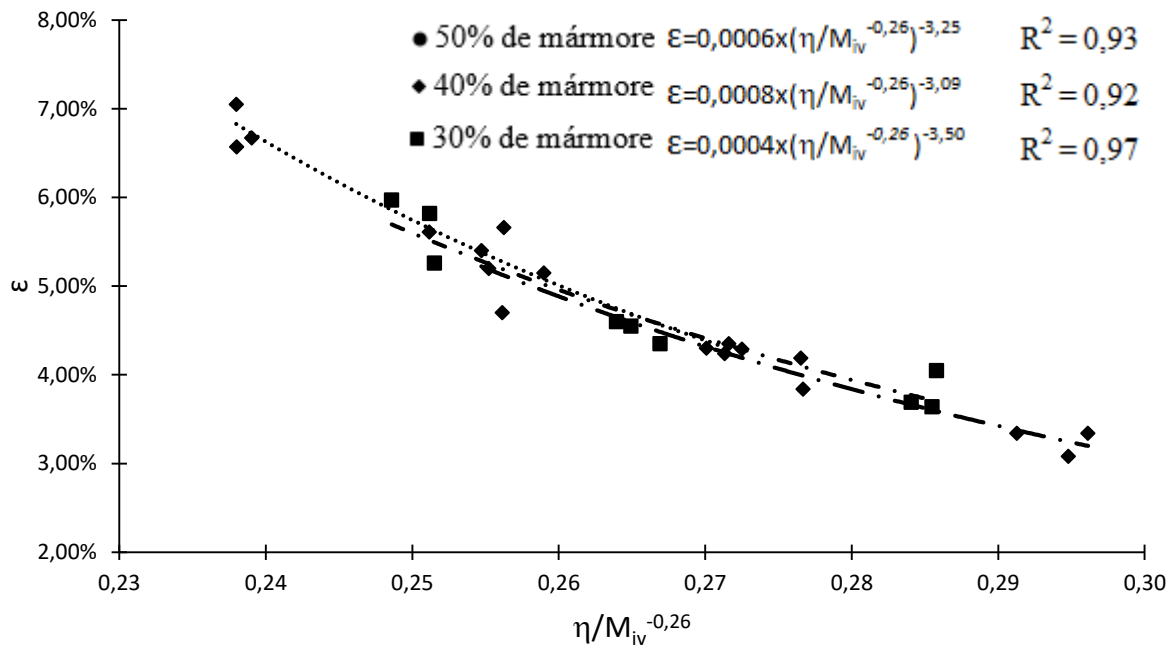 8,00%
● 50% de mármore Ɛ=0,0006x(η/Miv^-0,26)^-3,25 R² = 0,93
◆ 40% de mármore Ɛ=0,0008x(η/Miv^-0,26)^-3,09 R² = 0,92
■ 30% de mármore Ɛ=0,0004x(η/Miv^-0,26)^-3,50 R² = 0,97
7,00%
6,00%
5,00%
ε
4,00%
3,00%
2,00%
0,23 0,24 0,25 0,26 0,27 0,28 0,29 0,30
η/Miv^-0,26